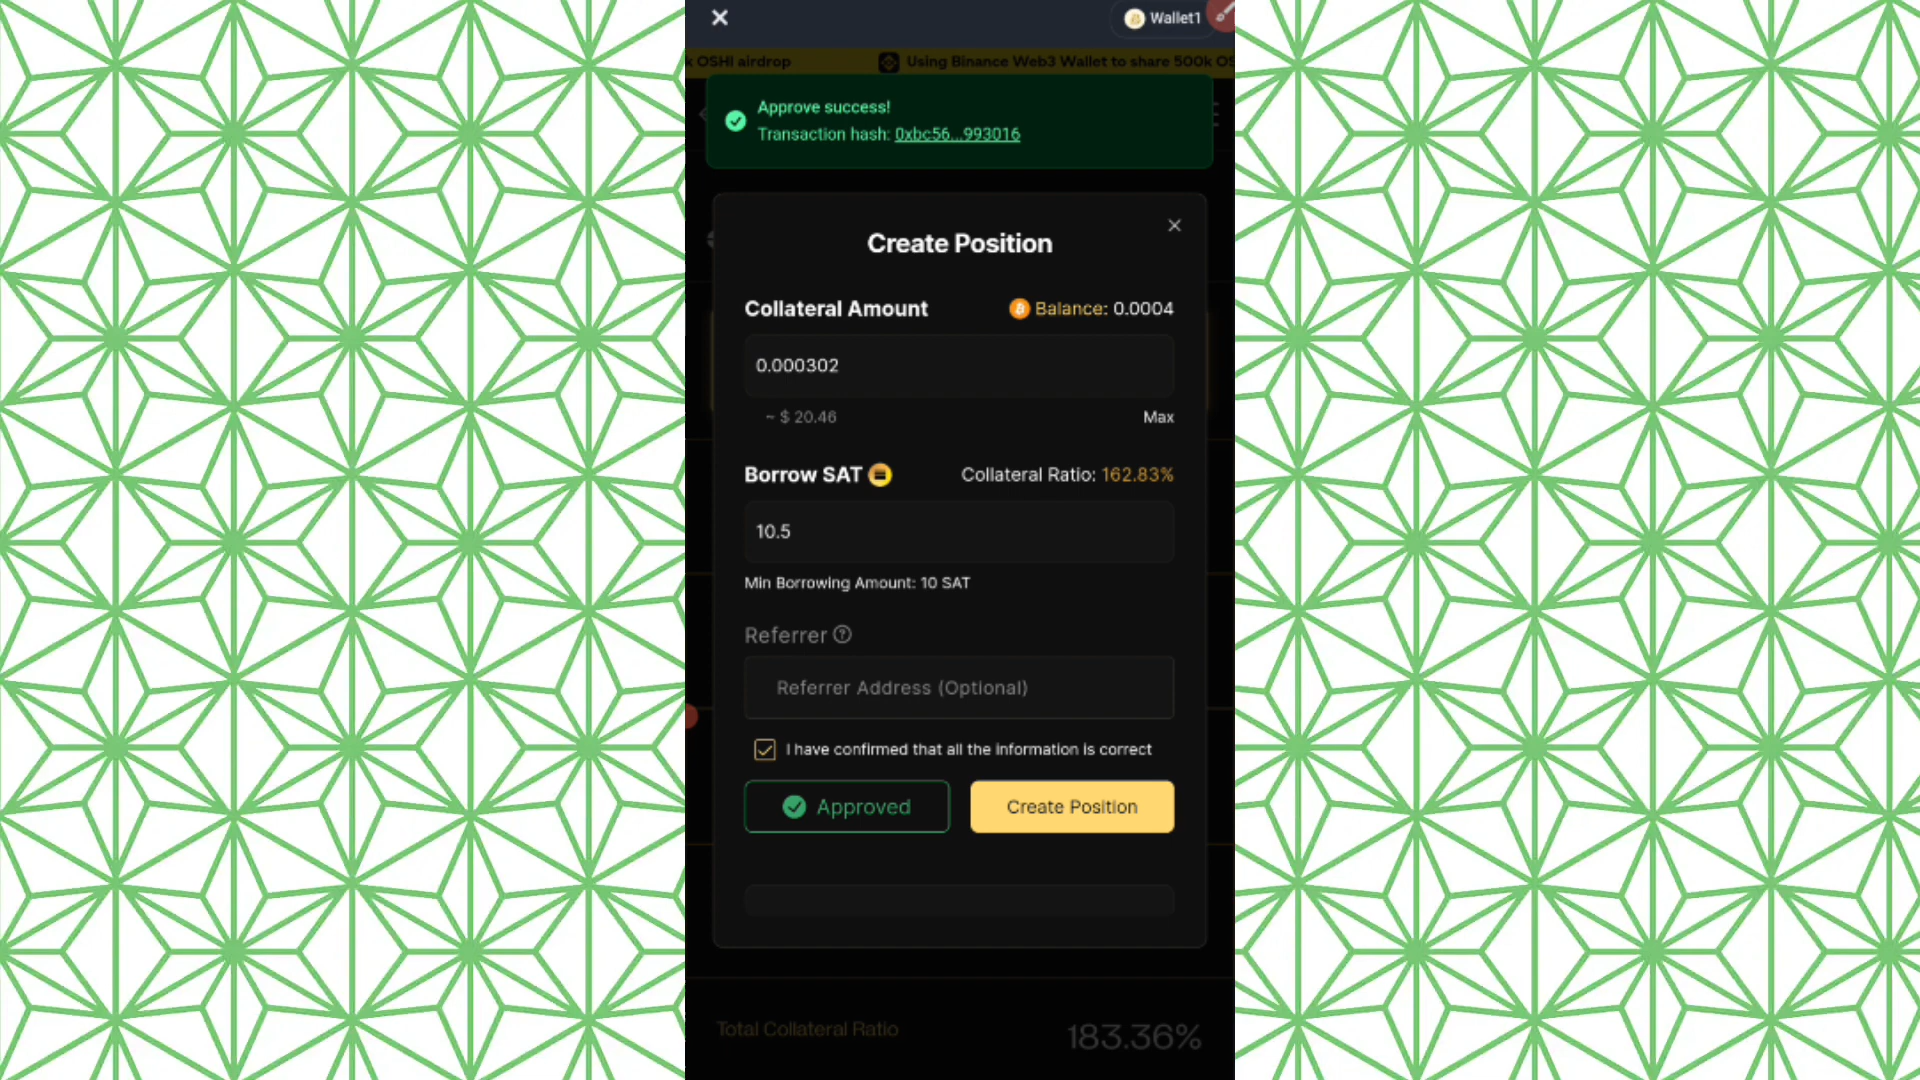 Wallet1
k OSHI airdrop
Using Binance Web3 Wallet to share 500k OS
Approve success!
Transaction hash: 0xbc56...993016
Create Position
Collateral Amount
Balance: 0.0004
0.000302
~ $ 20.46
Max
Borrow SAT
Collateral Ratio: 162.83%
10.5
Min Borrowing Amount: 10 SAT
Referrer
Referrer Address (Optional)
I have confirmed that all the information is correct
Approved
Create Position
Total Collateral Ratio
183.36%